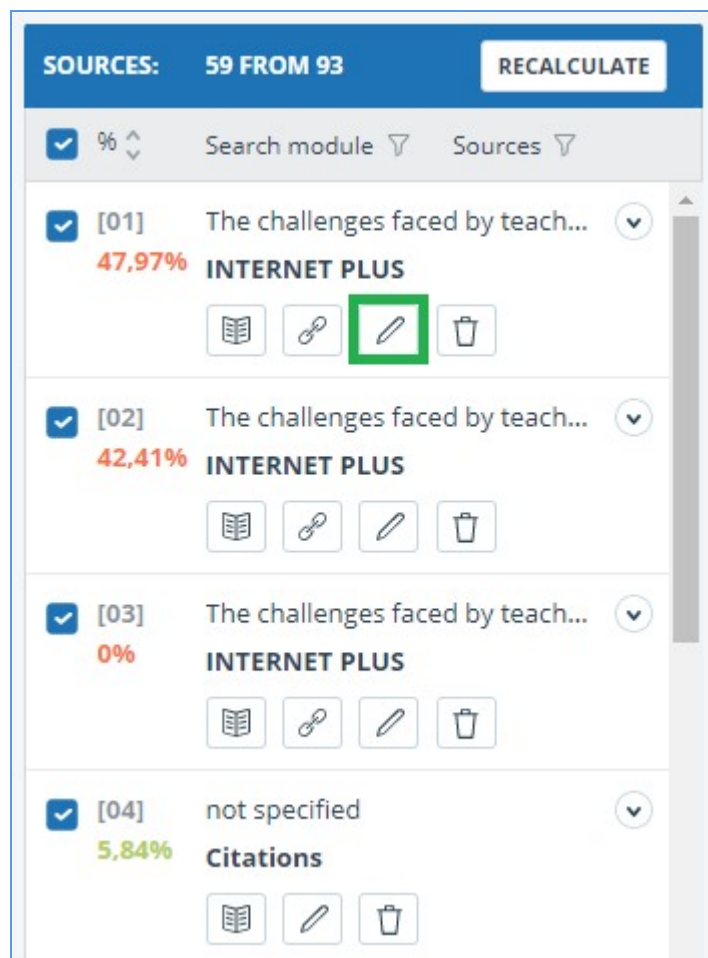 SOURCES: 59 FROM 93 RECALCULATE
% Search module Sources
[01] The challenges faced by teach...
47,97% INTERNET PLUS
[02] The challenges faced by teach...
42,41% INTERNET PLUS
[03] The challenges faced by teach...
0% INTERNET PLUS
[04] not specified
5,84% Citations